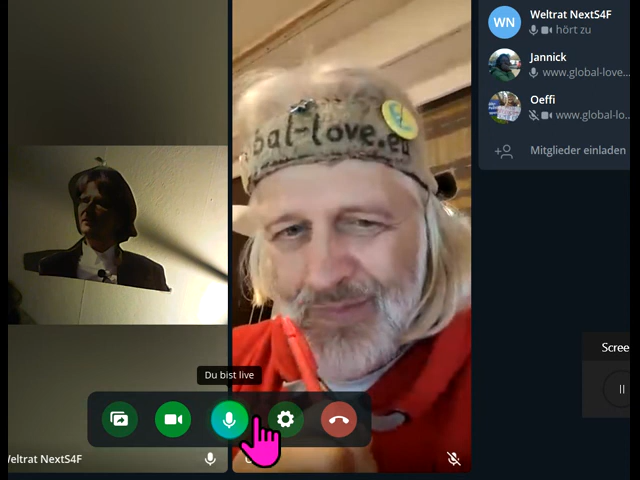 Weltrat NextS4F
WN
hört zu
Jannick
www.global-love...
Oeffi
www.global-lo...
Mitglieder einladen
bal-love.eu
Scree
Du bist live
Weltrat NextS4F